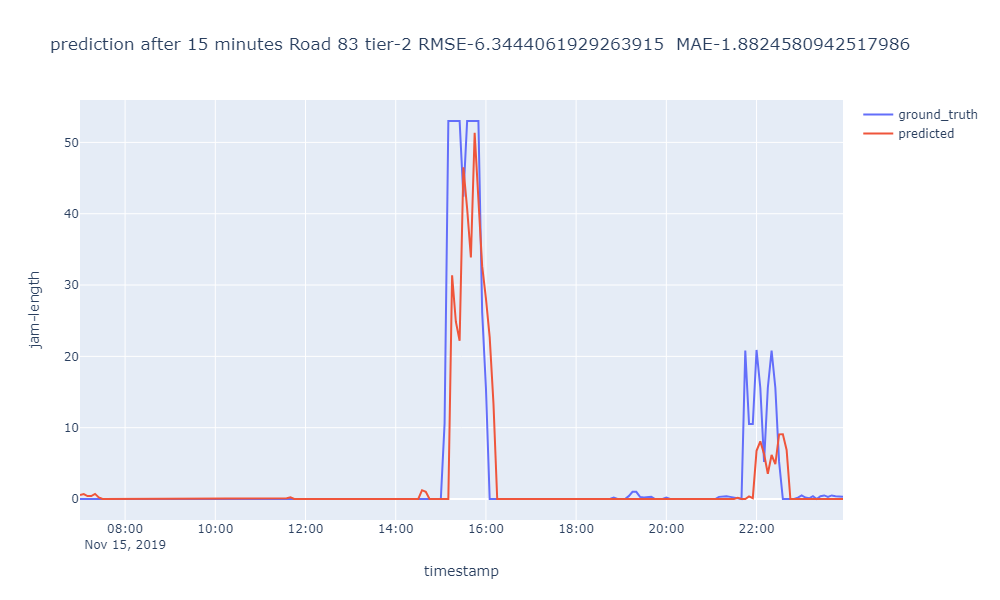 prediction after 15 minutes Road 83 tier-2 RMSE-6.3444061929263915  MAE-1.8824580942517986
ground_truth
predicted
50
40
30
20
10
0
jam-length
08:00 10:00 12:00 14:00 16:00 18:00 20:00 22:00
Nov 15, 2019
timestamp